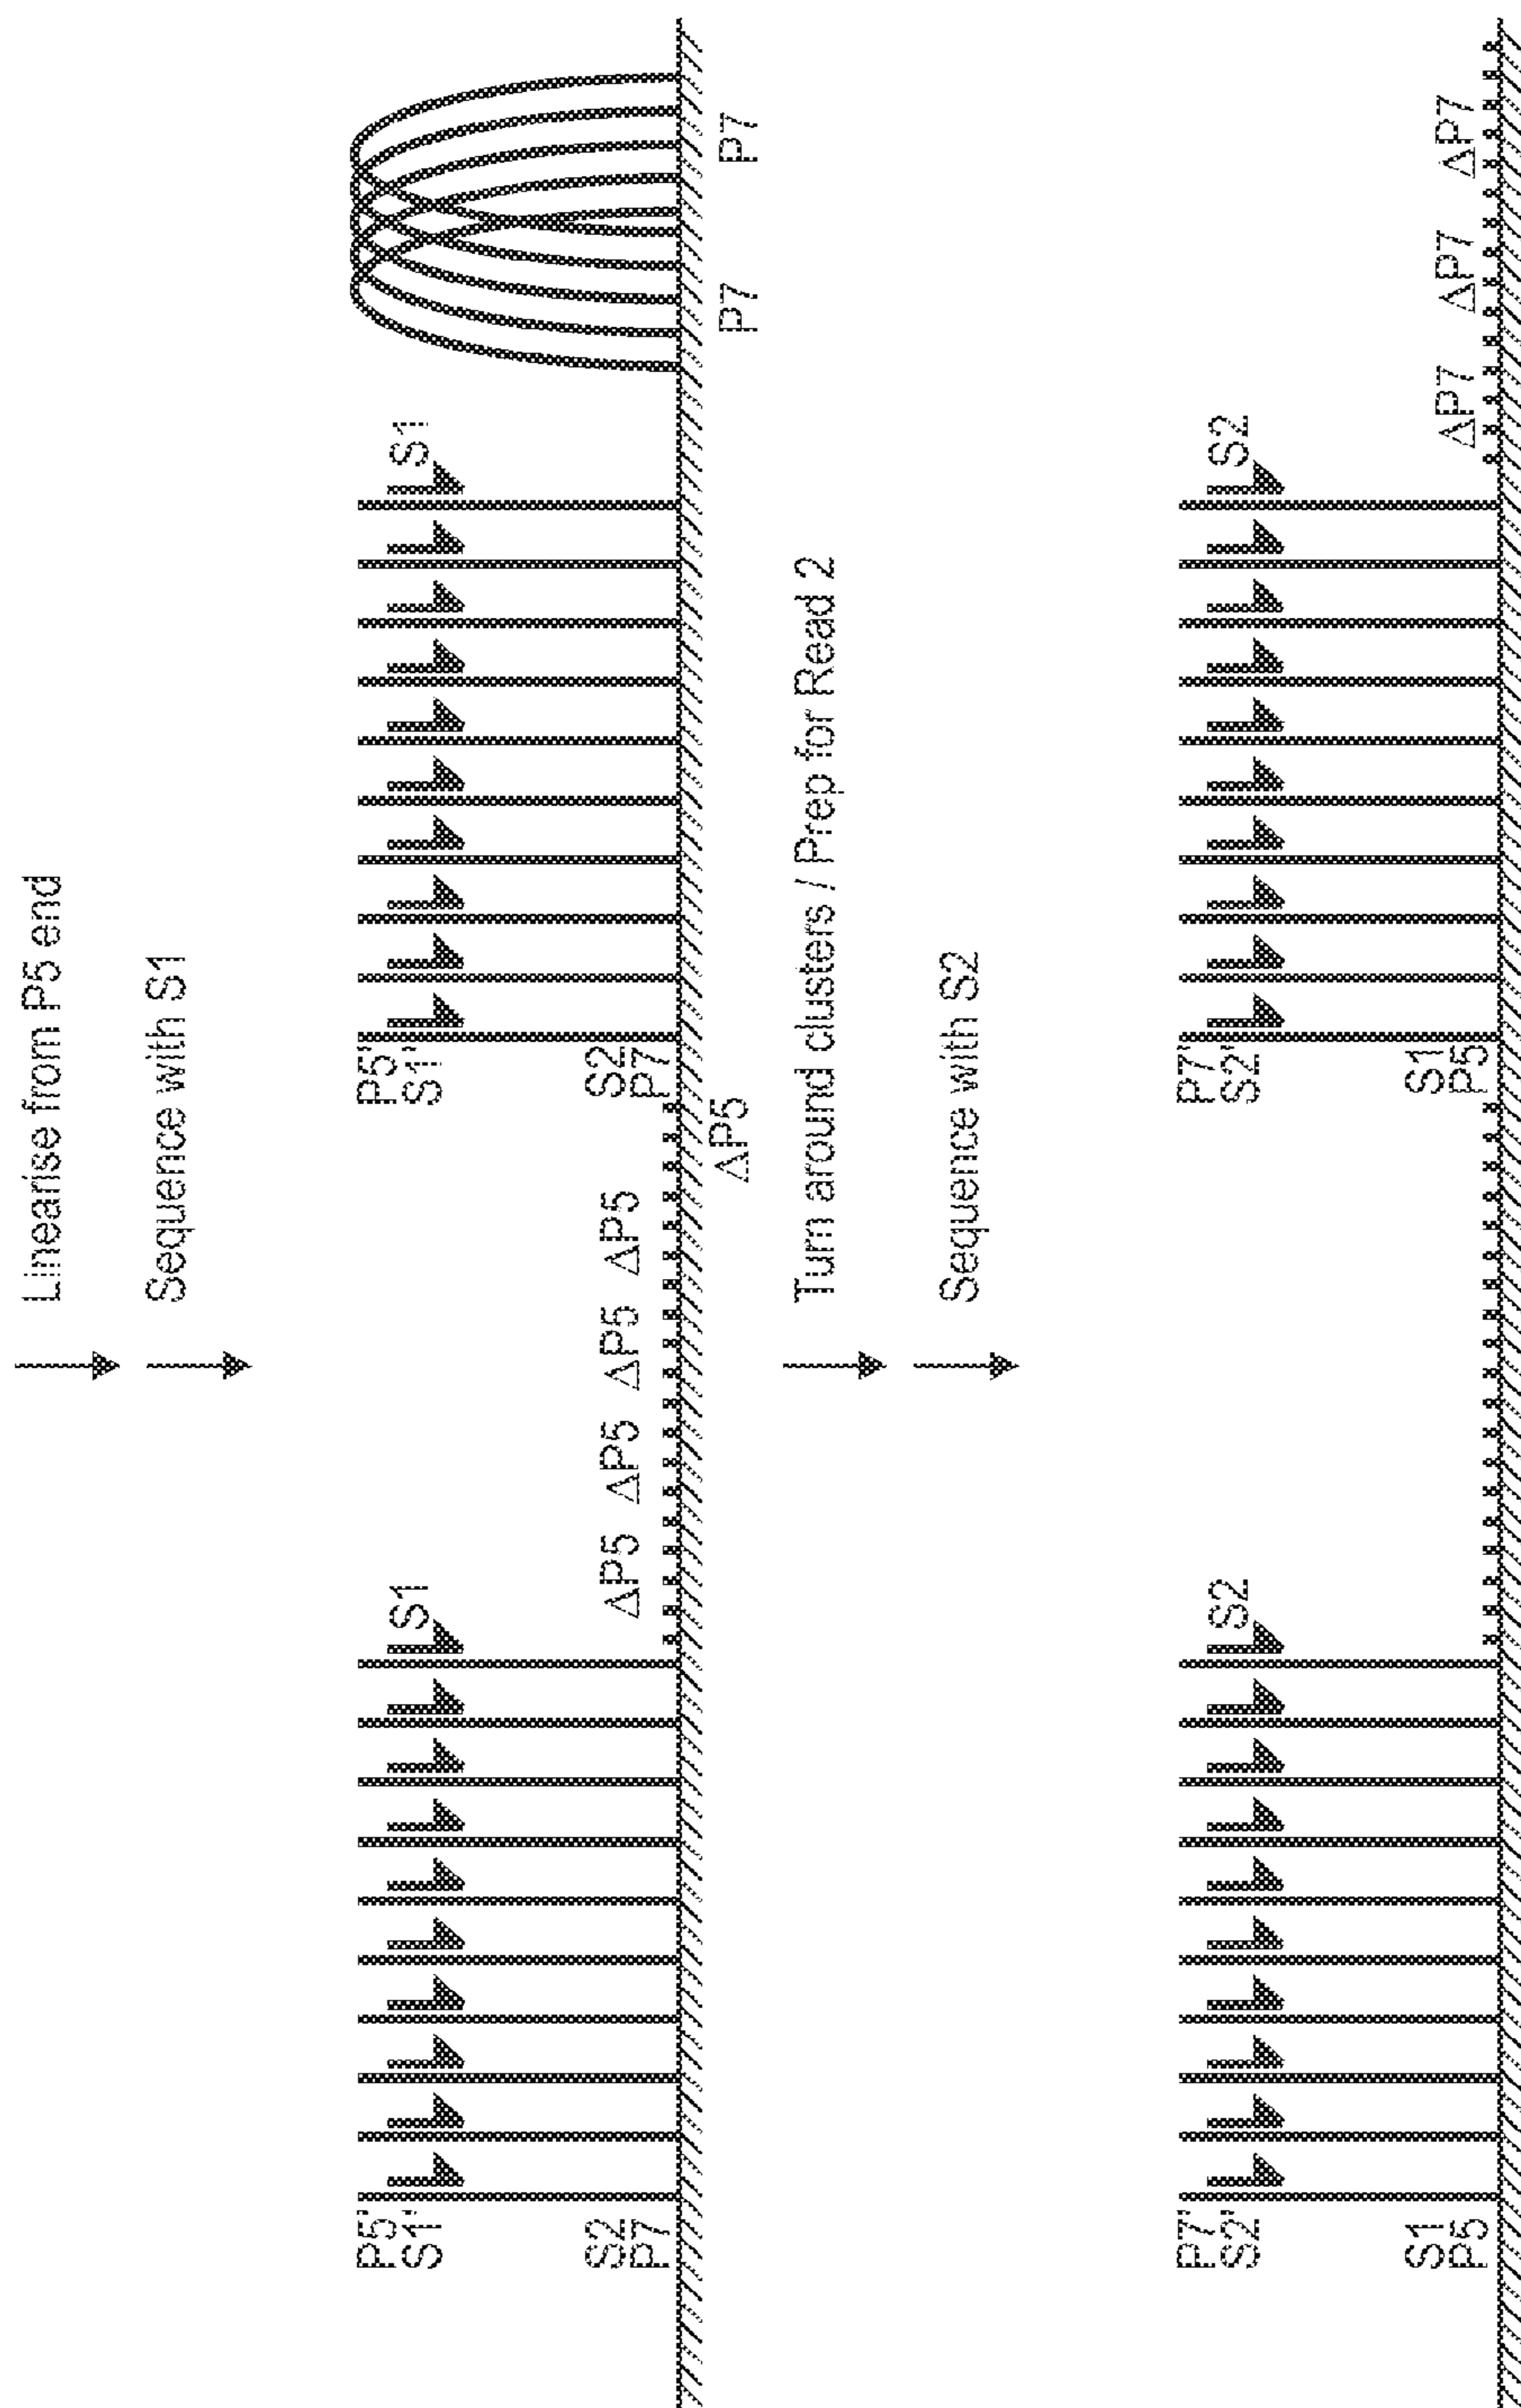 Linearise from P5 end
Sequence with S1
P5' S1 P5' S1
S1' S1'
S2 ΔP5 ΔP5 ΔP5 ΔP5 S2
P7 P7
ΔP5 P7 P7
Turn around clusters / Prep for Read 2
Sequence with S2
P7' S2 P7' S2
S2' S2'
S1 S1 ΔP7 ΔP7 ΔP7
P5 P5